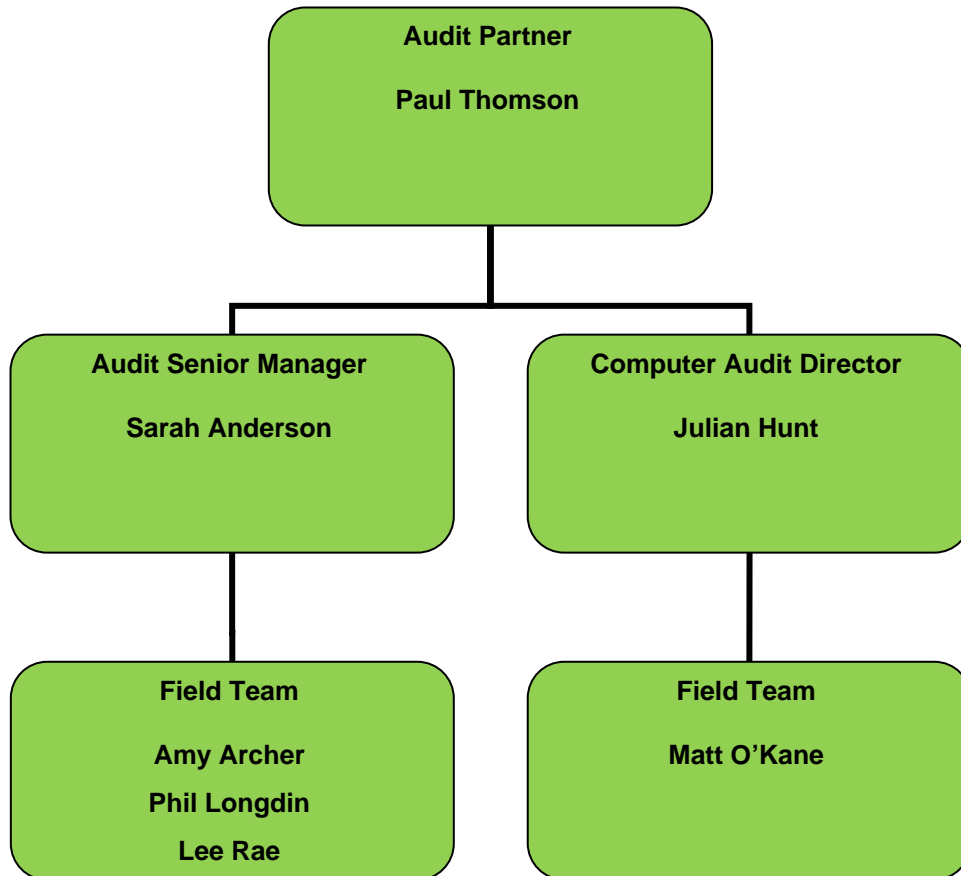 Audit Partner
Paul Thomson
Audit Senior Manager
Sarah Anderson
Computer Audit Director
Julian Hunt
Field Team
Amy Archer
Phil Longdin
Lee Rae
Field Team
Matt O’Kane